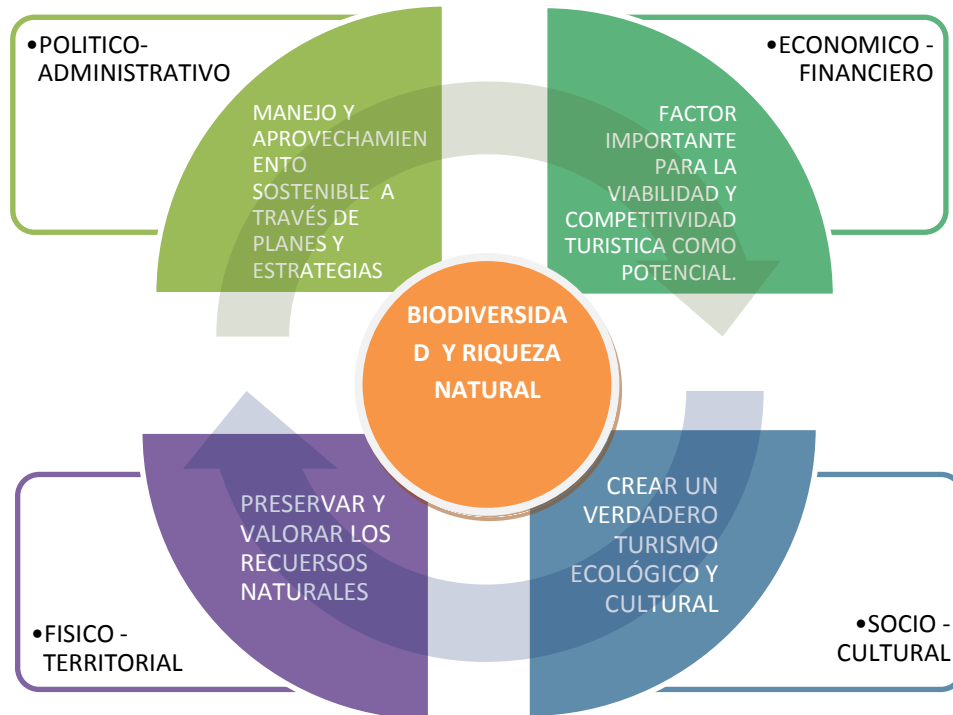 •POLITICO-
ADMINISTRATIVO
MANEJO Y
APROVECHAMIEN
ENTO
SOSTENIBLE A
TRAVÉS DE
PLANES Y
ESTRATEGIAS
•ECONOMICO -
FINANCIERO
FACTOR
IMPORTANTE
PARA LA
VIABILIDAD Y
COMPETITIVIDAD
TURISTICA COMO
POTENCIAL.
BIODIVERSIDA
D Y RIQUEZA
NATURAL
PRESERVAR Y
VALORAR LOS
RECUERSOS
NATURALES
•FISICO -
TERRITORIAL
CREAR UN
VERDADERO
TURISMO
ECOLÓGICO Y
CULTURAL
•SOCIO -
CULTURAL